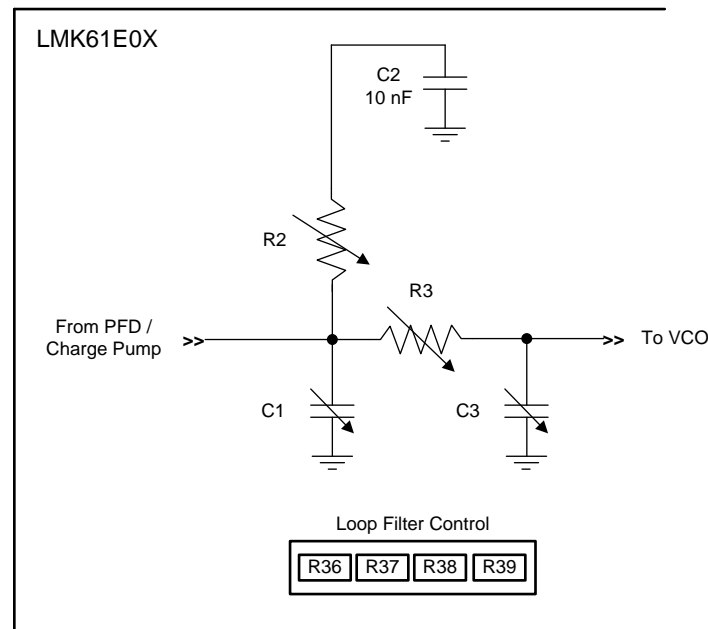 LMK61E0X
C2
10 nF
R2
R3
From PFD /
Charge Pump
>>
>>
To VCO
C1
C3
Loop Filter Control
R36 R37 R38 R39